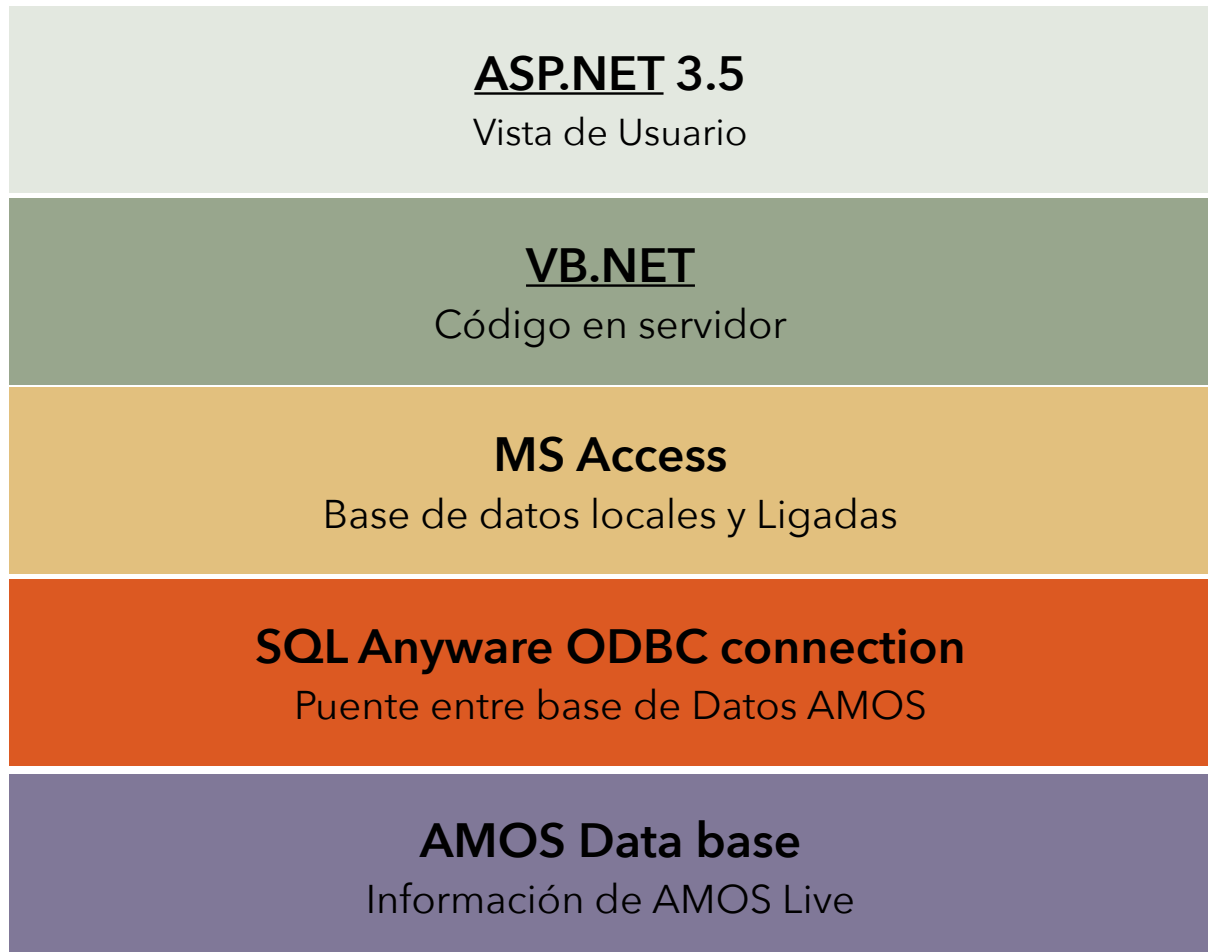 ASP.NET 3.5
Vista de Usuario
VB.NET
Código en servidor
MS Access
Base de datos locales y Ligadas
SQL Anyware ODBC connection
Puente entre base de Datos AMOS
AMOS Data base
Información de AMOS Live